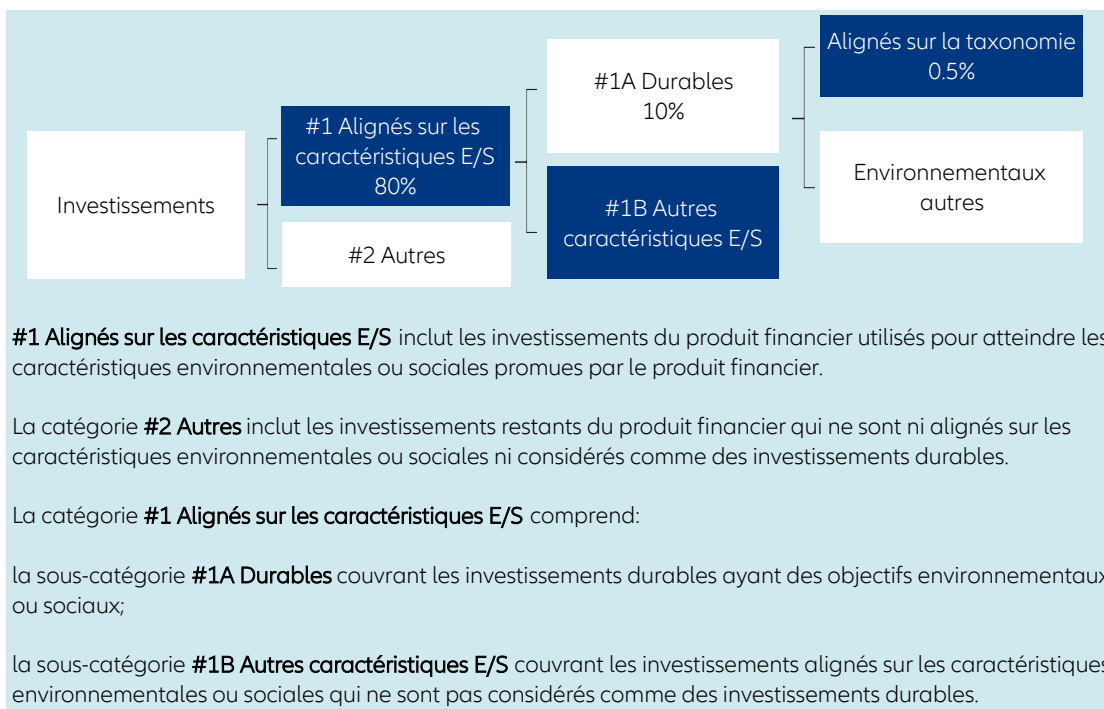 Investissements
#1 Alignés sur les
caractéristiques E/S
80%
#2 Autres
#1A Durables
10%
#1B Autres
caractéristiques E/S
Alignés sur la taxonomie
0.5%
Environnementaux
autres
#1 Alignés sur les caractéristiques E/S inclut les investissements du produit financier utilisés pour atteindre les
caractéristiques environnementales ou sociales promues par le produit financier.
La catégorie #2 Autres inclut les investissements restants du produit financier qui ne sont ni alignés sur les
caractéristiques environnementales ou sociales ni considérés comme des investissements durables.
La catégorie #1 Alignés sur les caractéristiques E/S comprend:
la sous-catégorie #1A Durables couvrant les investissements durables ayant des objectifs environnementaux
ou sociaux;
la sous-catégorie #1B Autres caractéristiques E/S couvrant les investissements alignés sur les caractéristiques
environnementales ou sociales qui ne sont pas considérés comme des investissements durables.